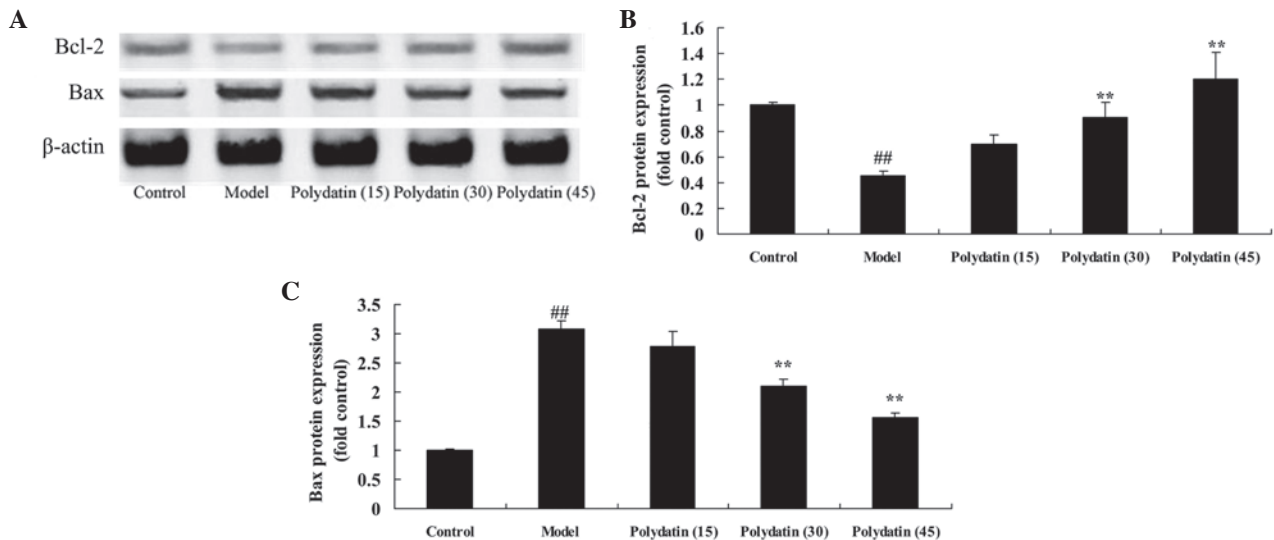 A
Bcl-2
Bax
β-actin
Control Model Polydatin (15) Polydatin (30) Polydatin (45)
B
Bcl-2 protein expression
(fold control)
1.6
1.4
1.2
1
0.8
0.6
0.4
0.2
0
##
**
**
Control Model Polydatin (15) Polydatin (30) Polydatin (45)
C
Bax protein expression
(fold control)
3.5
3
2.5
2
1.5
1
0.5
0
##
**
**
Control Model Polydatin (15) Polydatin (30) Polydatin (45)